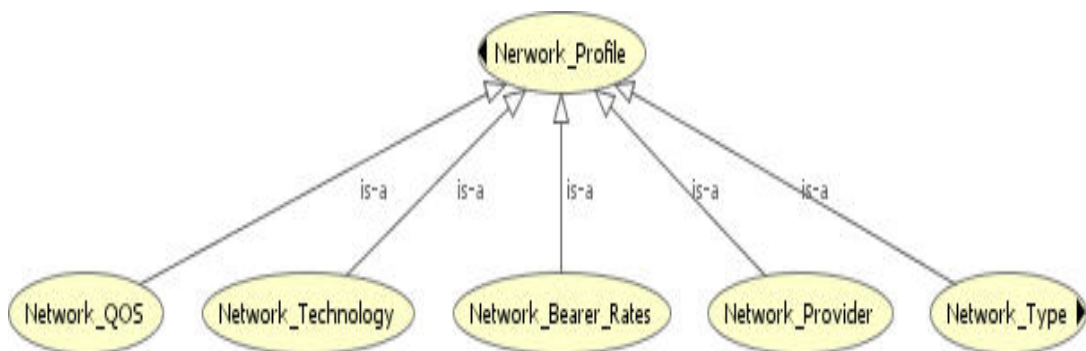 Nerwork_Profile
is-a is-a is-a is-a is-a
Network_QOS Network_Technology Network_Bearer_Rates Network_Provider Network_Type